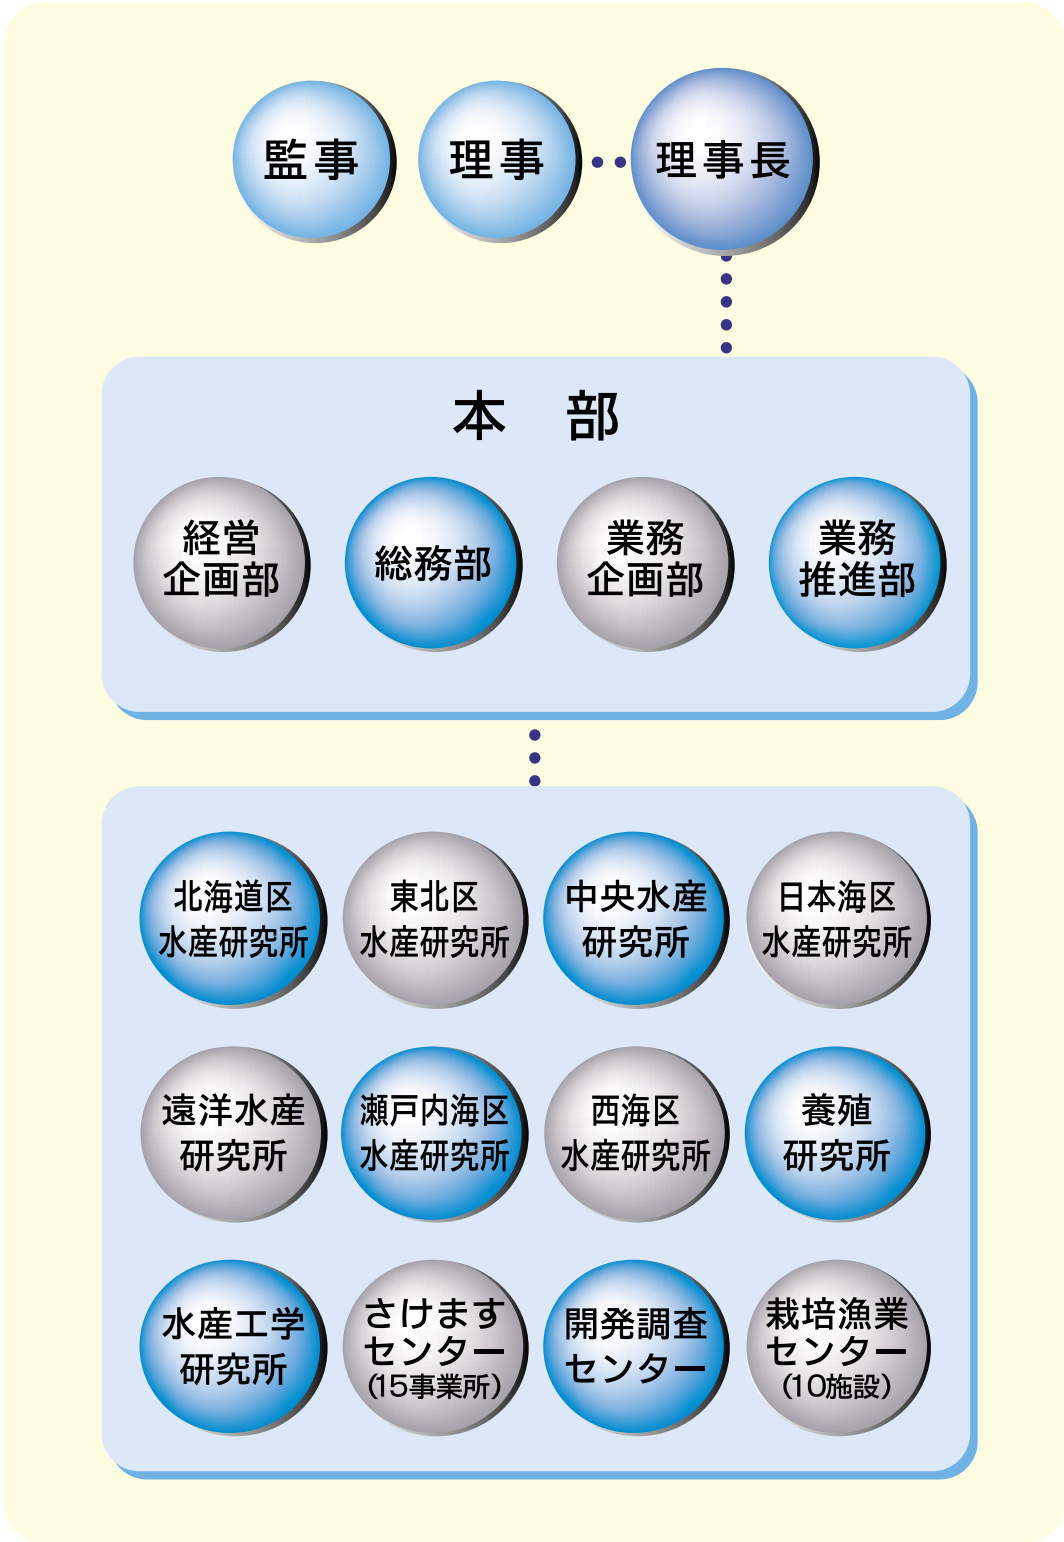 監事
理事
理事長
本 部
経営
企画部
総務部
業務
企画部
業務
推進部
北海道区
水産研究所
東北区
水産研究所
中央水産
研究所
日本海区
水産研究所
遠洋水産
研究所
瀬戸内海区
水産研究所
西海区
水産研究所
養殖
研究所
水産工学
研究所
さけます
センター
(15事業所)
開発調査
センター
栽培漁業
センター
(10施設)